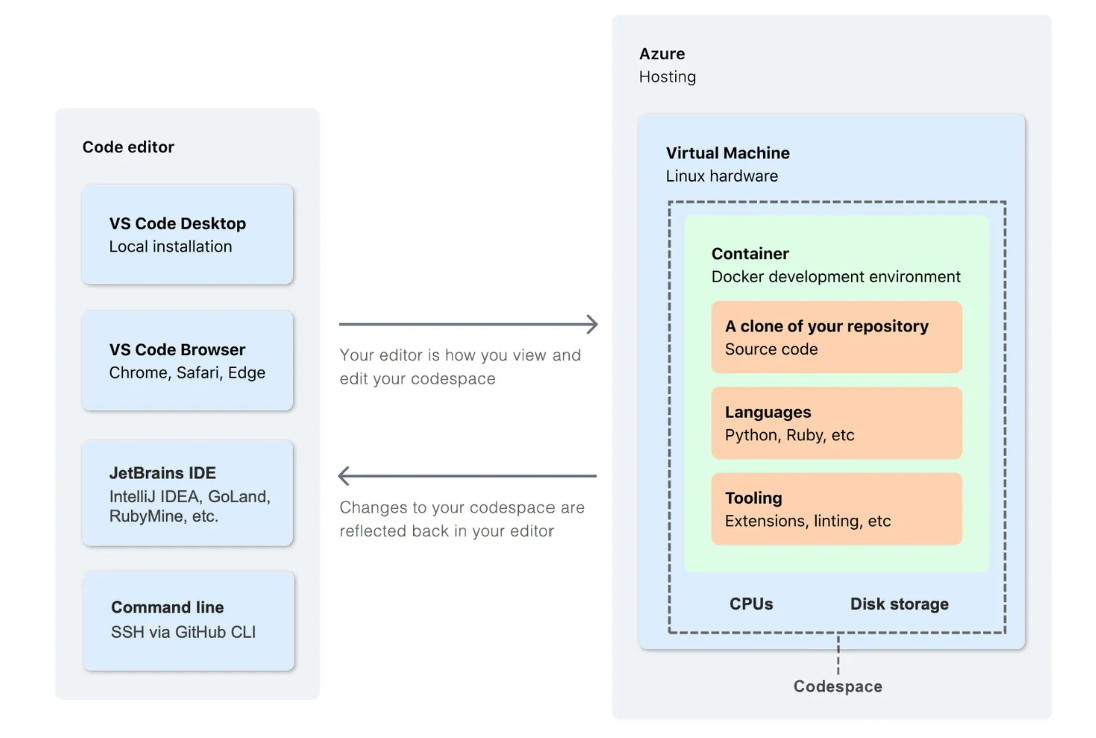 Code editor
VS Code Desktop
Local installation
VS Code Browser
Chrome, Safari, Edge
JetBrains IDE
IntelliJ IDEA, GoLand,
RubyMine, etc.
Command line
SSH via GitHub CLI
Your editor is how you view and
edit your codespace
Changes to your codespace are
reflected back in your editor
Azure
Hosting
Virtual Machine
Linux hardware
Container
Docker development environment
A clone of your repository
Source code
Languages
Python, Ruby, etc
Tooling
Extensions, linting, etc
CPUs
Disk storage
Codespace